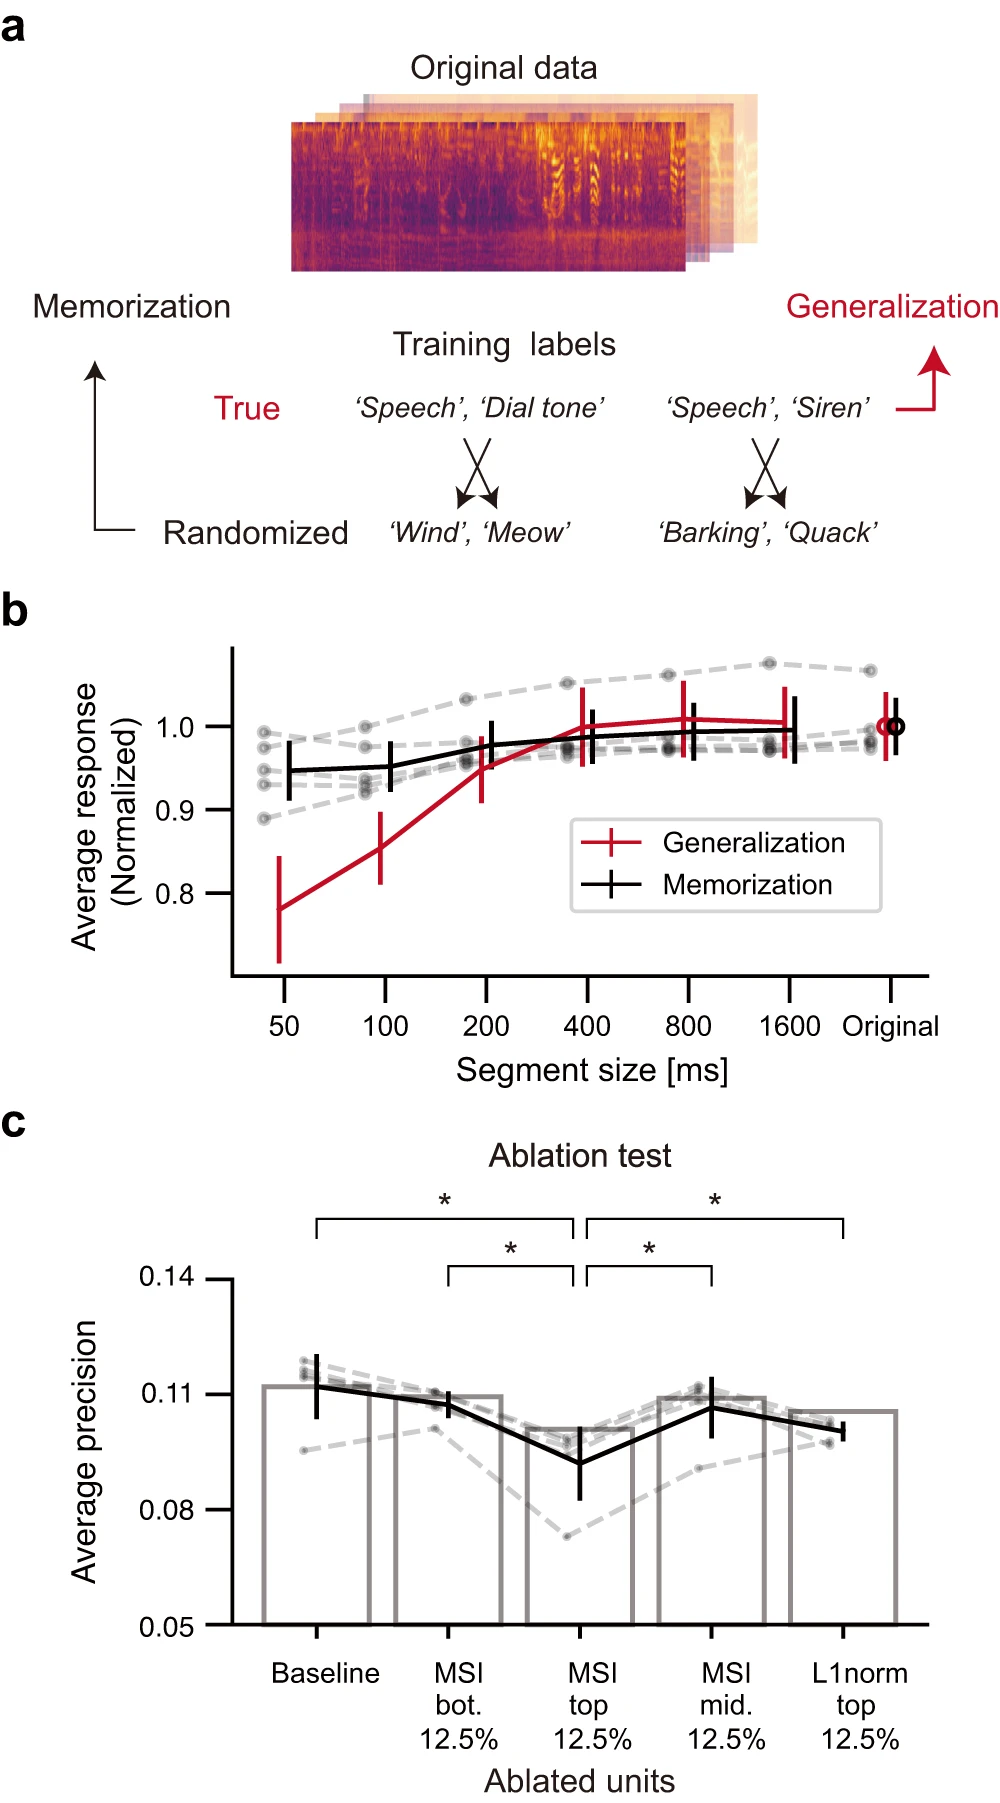 a
Original data
Memorization
Generalization
Training labels
True
‘Speech’, ‘Dial tone’
‘Speech’, ‘Siren’
Randomized
‘Wind’, ‘Meow’
‘Barking’, ‘Quack’
b
Average response
(Normalized)
1.0
0.9
0.8
Generalization
Memorization
50 100 200 400 800 1600 Original
Segment size [ms]
c
Ablation test
* *
* *
Average precision
0.14
0.11
0.08
0.05
Baseline MSI MSI MSI L1norm
bot. top mid. top
12.5% 12.5% 12.5% 12.5%
Ablated units